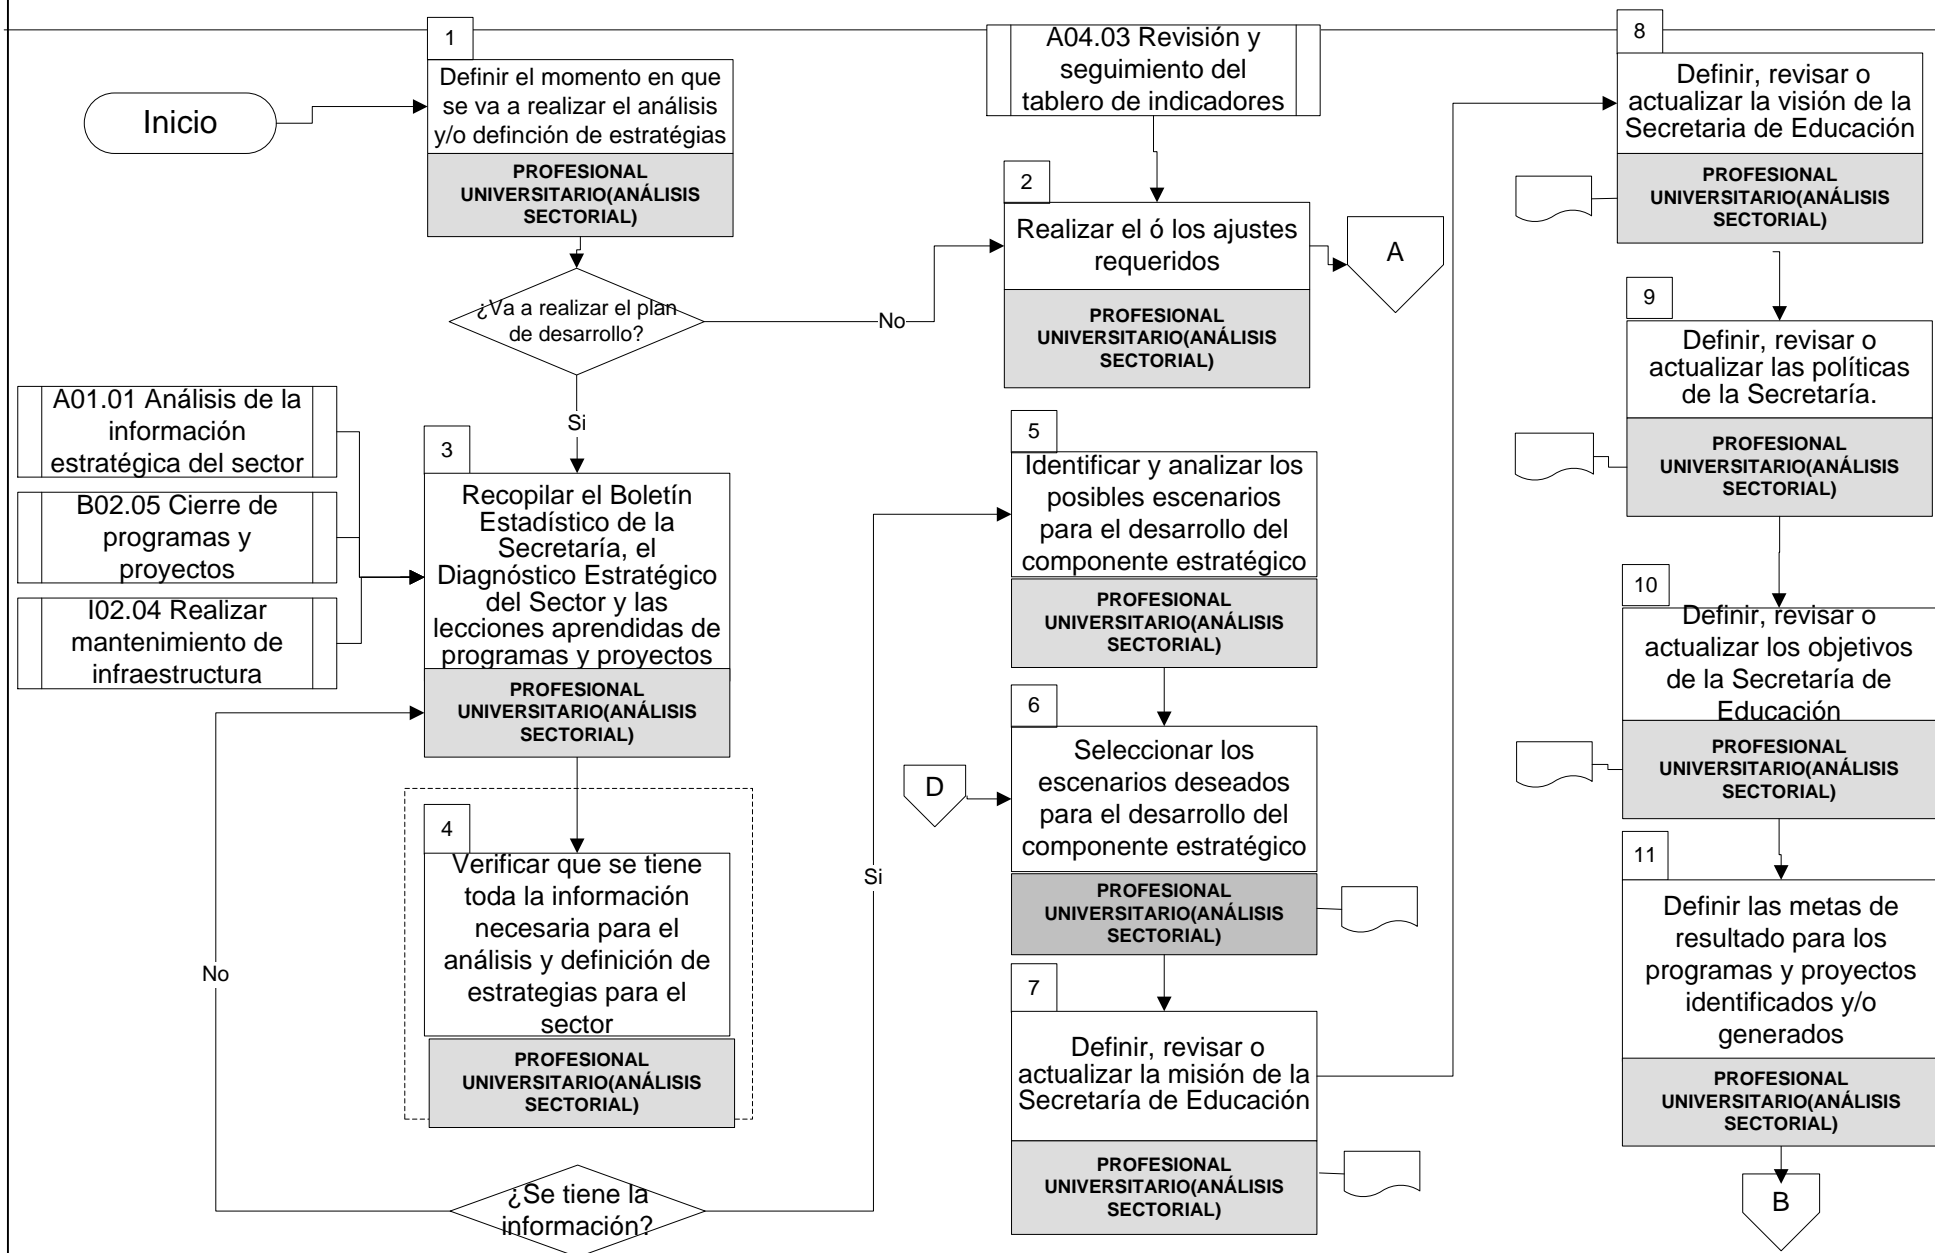 Inicio
1
Definir el momento en que
se va a realizar el análisis
y/o definción de estratégias
PROFESIONAL
UNIVERSITARIO(ANÁLISIS
SECTORIAL)
¿Va a realizar el plan
de desarrollo?
No
Si
A04.03 Revisión y
seguimiento del
tablero de indicadores
2
Realizar el ó los ajustes
requeridos
PROFESIONAL
UNIVERSITARIO(ANÁLISIS
SECTORIAL)
A
A01.01 Análisis de la
información
estratégica del sector
B02.05 Cierre de
programas y
proyectos
I02.04 Realizar
mantenimiento de
infraestructura
3
Recopilar el Boletín
Estadístico de la
Secretaría, el
Diagnóstico Estratégico
del Sector y las
lecciones aprendidas de
programas y proyectos
PROFESIONAL
UNIVERSITARIO(ANÁLISIS
SECTORIAL)
4
Verificar que se tiene
toda la información
necesaria para el
análisis y definición de
estrategias para el
sector
PROFESIONAL
UNIVERSITARIO(ANÁLISIS
SECTORIAL)
No
¿Se tiene la
información?
Si
5
Identificar y analizar los
posibles escenarios
para el desarrollo del
componente estratégico
PROFESIONAL
UNIVERSITARIO(ANÁLISIS
SECTORIAL)
D
6
Seleccionar los
escenarios deseados
para el desarrollo del
componente estratégico
PROFESIONAL
UNIVERSITARIO(ANÁLISIS
SECTORIAL)
7
Definir, revisar o
actualizar la misión de la
Secretaría de Educación
PROFESIONAL
UNIVERSITARIO(ANÁLISIS
SECTORIAL)
8
Definir, revisar o
actualizar la visión de la
Secretaria de Educación
PROFESIONAL
UNIVERSITARIO(ANÁLISIS
SECTORIAL)
9
Definir, revisar o
actualizar las políticas
de la Secretaría.
PROFESIONAL
UNIVERSITARIO(ANÁLISIS
SECTORIAL)
10
Definir, revisar o
actualizar los objetivos
de la Secretaría de
Educación
PROFESIONAL
UNIVERSITARIO(ANÁLISIS
SECTORIAL)
11
Definir las metas de
resultado para los
programas y proyectos
identificados y/o
generados
PROFESIONAL
UNIVERSITARIO(ANÁLISIS
SECTORIAL)
B